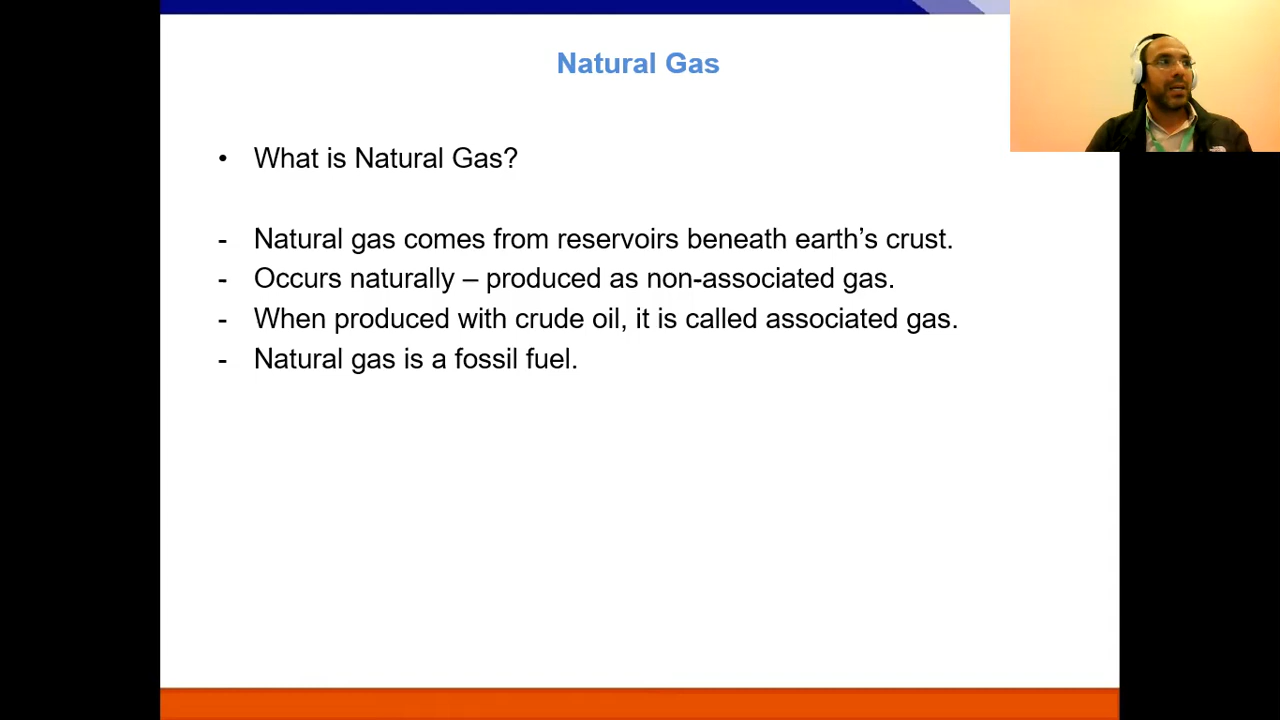 Natural Gas
• What is Natural Gas?
- Natural gas comes from reservoirs beneath earth’s crust.
- Occurs naturally – produced as non-associated gas.
- When produced with crude oil, it is called associated gas.
- Natural gas is a fossil fuel.